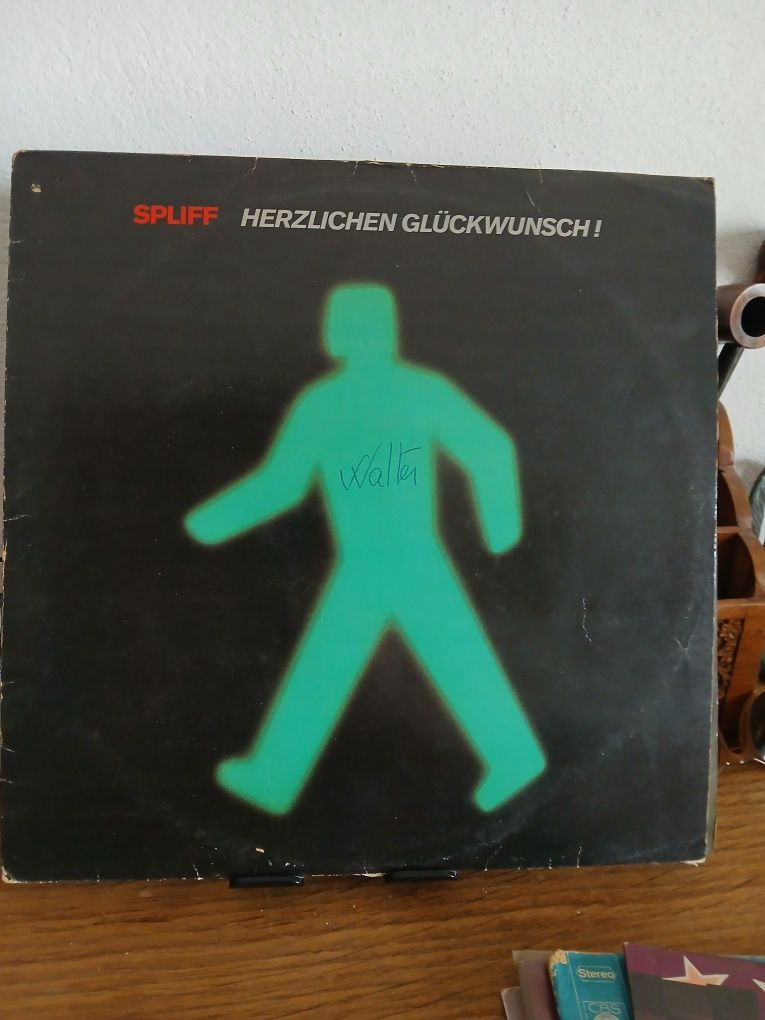 SPLIFF HERZLICHEN GLÜCKWUNSCH!
Walter
Stereo
CBS